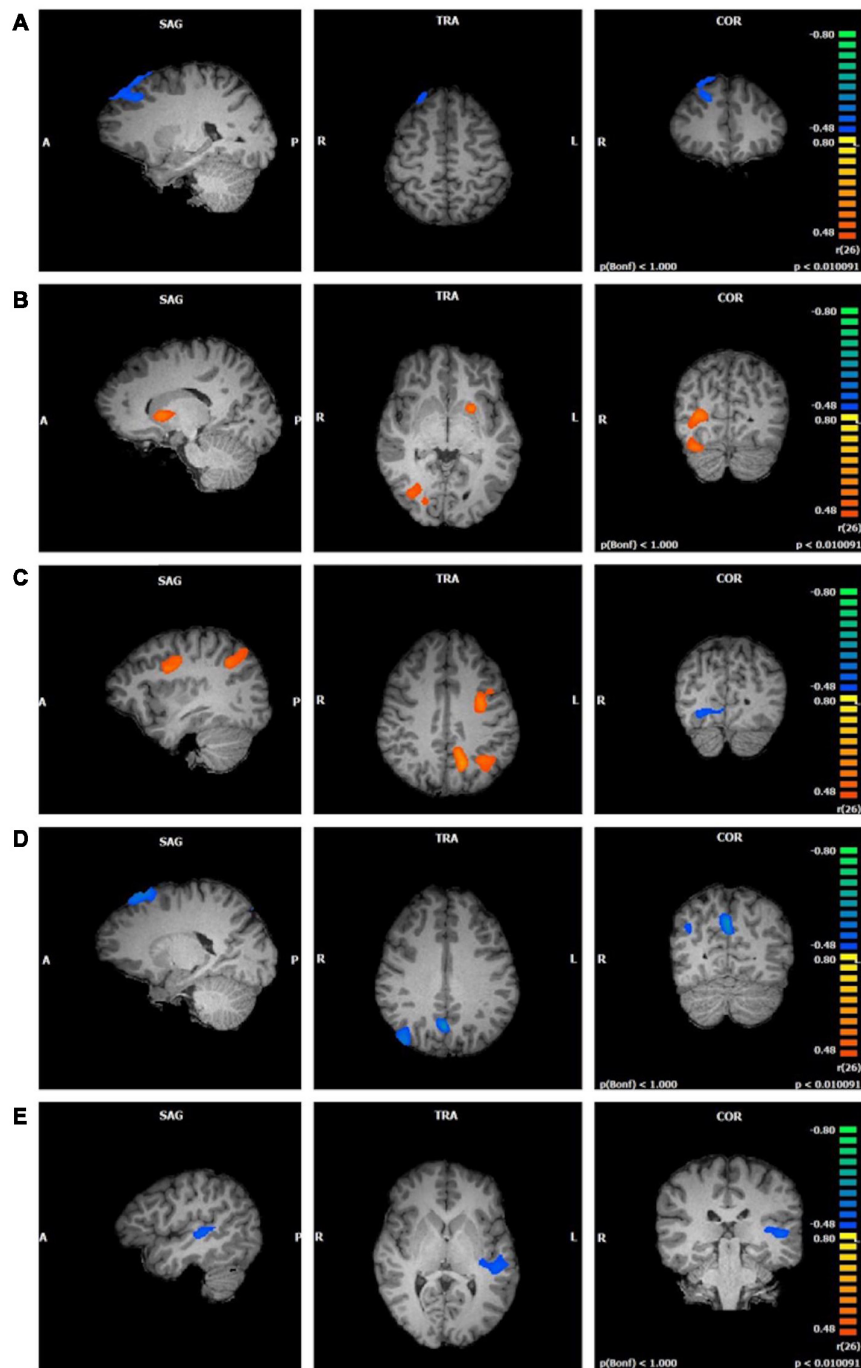 A
SAG
TRA
COR
-0.80
A
P
R
L
R
-0.48
0.80
L
0.48
r(26)
p(Bonf) < 1.000
p < 0.010091
B
SAG
TRA
COR
-0.80
A
P
R
L
R
-0.48
0.80
L
0.48
r(26)
p(Bonf) < 1.000
p < 0.010091
C
SAG
TRA
COR
-0.80
A
P
R
L
R
-0.48
0.80
L
0.48
r(26)
D
SAG
TRA
COR
-0.80
A
P
R
L
R
-0.48
0.80
L
0.48
r(26)
p(Bonf) < 1.000
p < 0.010091
E
SAG
TRA
COR
-0.80
A
P
R
L
R
-0.48
0.80
L
0.48
r(26)
p(Bonf) < 1.000
p < 0.010091